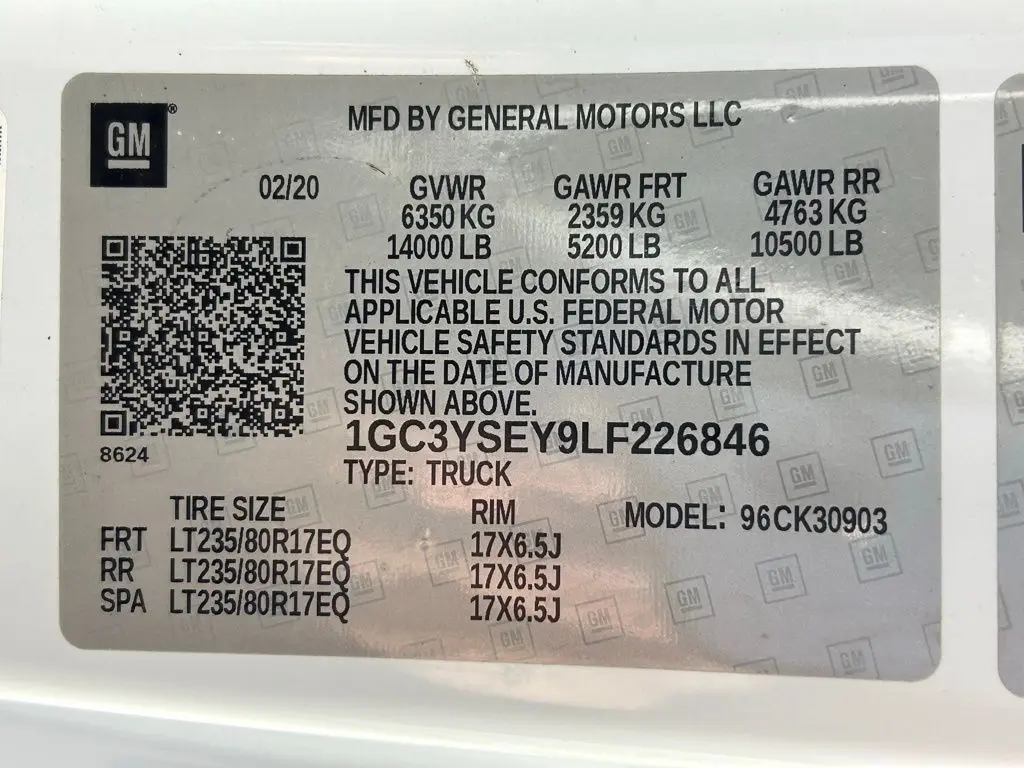 GM®
MFD BY GENERAL MOTORS LLC
02/20 GVWR GAWR FRT GAWR RR
6350 KG 2359 KG 4763 KG
14000 LB 5200 LB 10500 LB
THIS VEHICLE CONFORMS TO ALL
APPLICABLE U.S. FEDERAL MOTOR
VEHICLE SAFETY STANDARDS IN EFFECT
ON THE DATE OF MANUFACTURE
SHOWN ABOVE.
8624
1GC3YSEY9LF226846
TYPE: TRUCK
TIRE SIZE RIM MODEL: 96CK30903
FRT LT235/80R17EQ 17X6.5J
RR LT235/80R17EQ 17X6.5J
SPA LT235/80R17EQ 17X6.5J